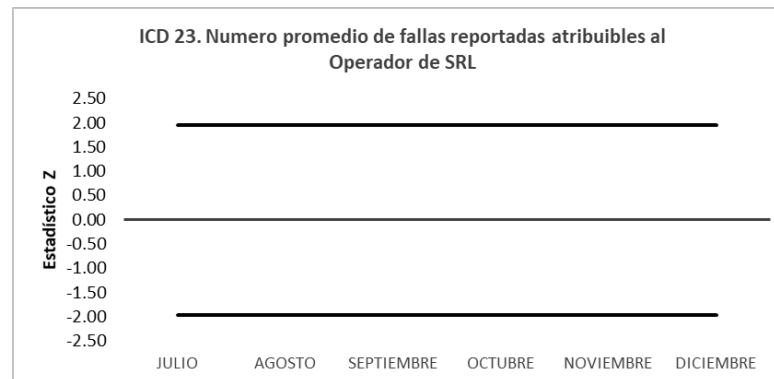 ICD 23. Numero promedio de fallas reportadas atribuibles al
Operador de SRL
Estadístico Z
2.50
2.00
1.50
1.00
0.50
0.00
-0.50
-1.00
-1.50
-2.00
-2.50
JULIO AGOSTO SEPTIEMBRE OCTUBRE NOVIEMBRE DICIEMBRE